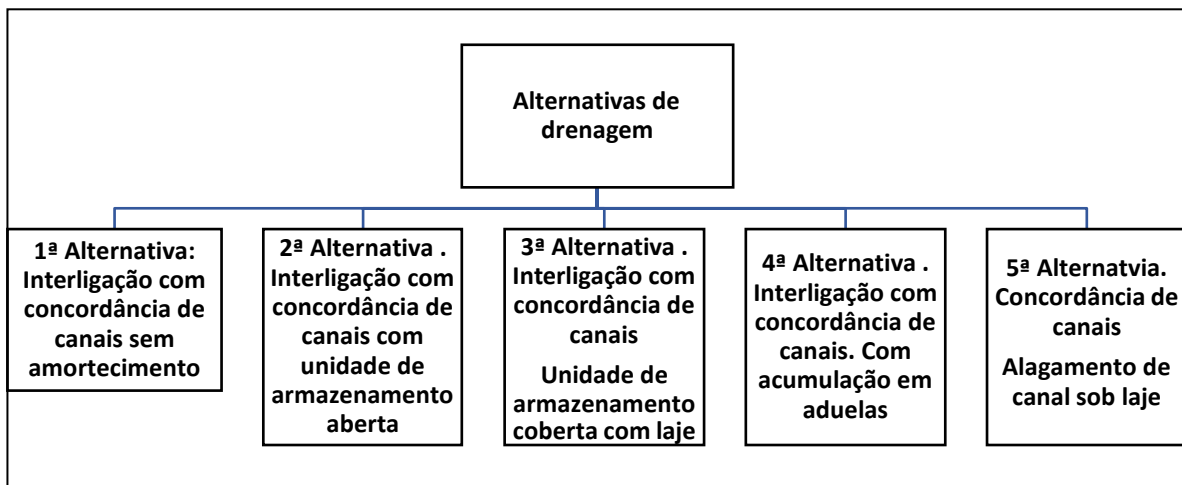 Alternativas de
drenagem
1ª Alternativa:
Interligação com
concordância de
canais sem
amortecimento
2ª Alternativa .
Interligação com
concordância de
canais com
unidade de
armazenamento
aberta
3ª Alternativa .
Interligação com
concordância de
canais
Unidade de
armazenamento
coberta com laje
4ª Alternativa .
Interligação com
concordância de
canais. Com
acumulação em
aduelas
5ª Alternatvia.
Concordância de
canais
Alagamento de
canal sob laje